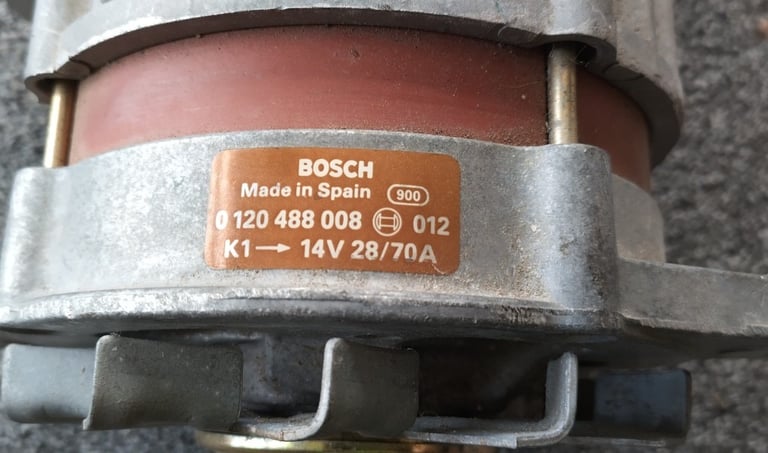 BOSCH
Made in Spain 900
0 120 488 008 012
K1→ 14V 28/70A